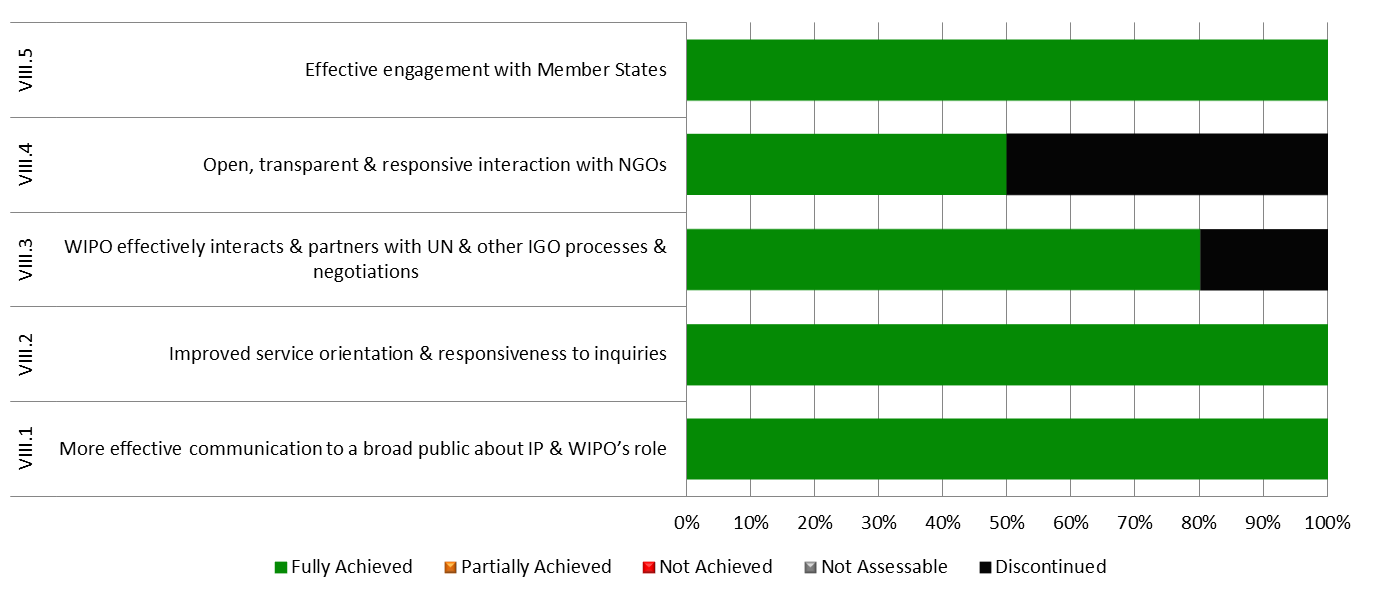 VIII.5
Effective engagement with Member States
VIII.4
Open, transparent & responsive interaction with NGOs
VIII.3
WIPO effectively interacts & partners with UN & other IGO processes &
negotiations
VIII.2
Improved service orientation & responsiveness to inquiries
VIII.1
More effective communication to a broad public about IP & WIPO’s role
0% 10% 20% 30% 40% 50% 60% 70% 80% 90% 100%
Fully Achieved Partially Achieved Not Achieved Not Assessable Discontinued